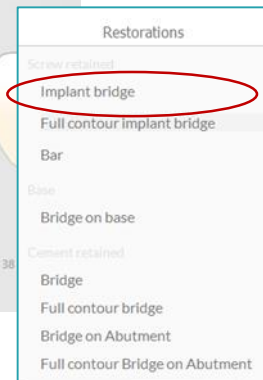 Restorations
Screw retained
Implant bridge
Full contour implant bridge
Bar
Base
Bridge on base
Cement retained
Bridge
Full contour bridge
Bridge on Abutment
Full contour Bridge on Abutment
38